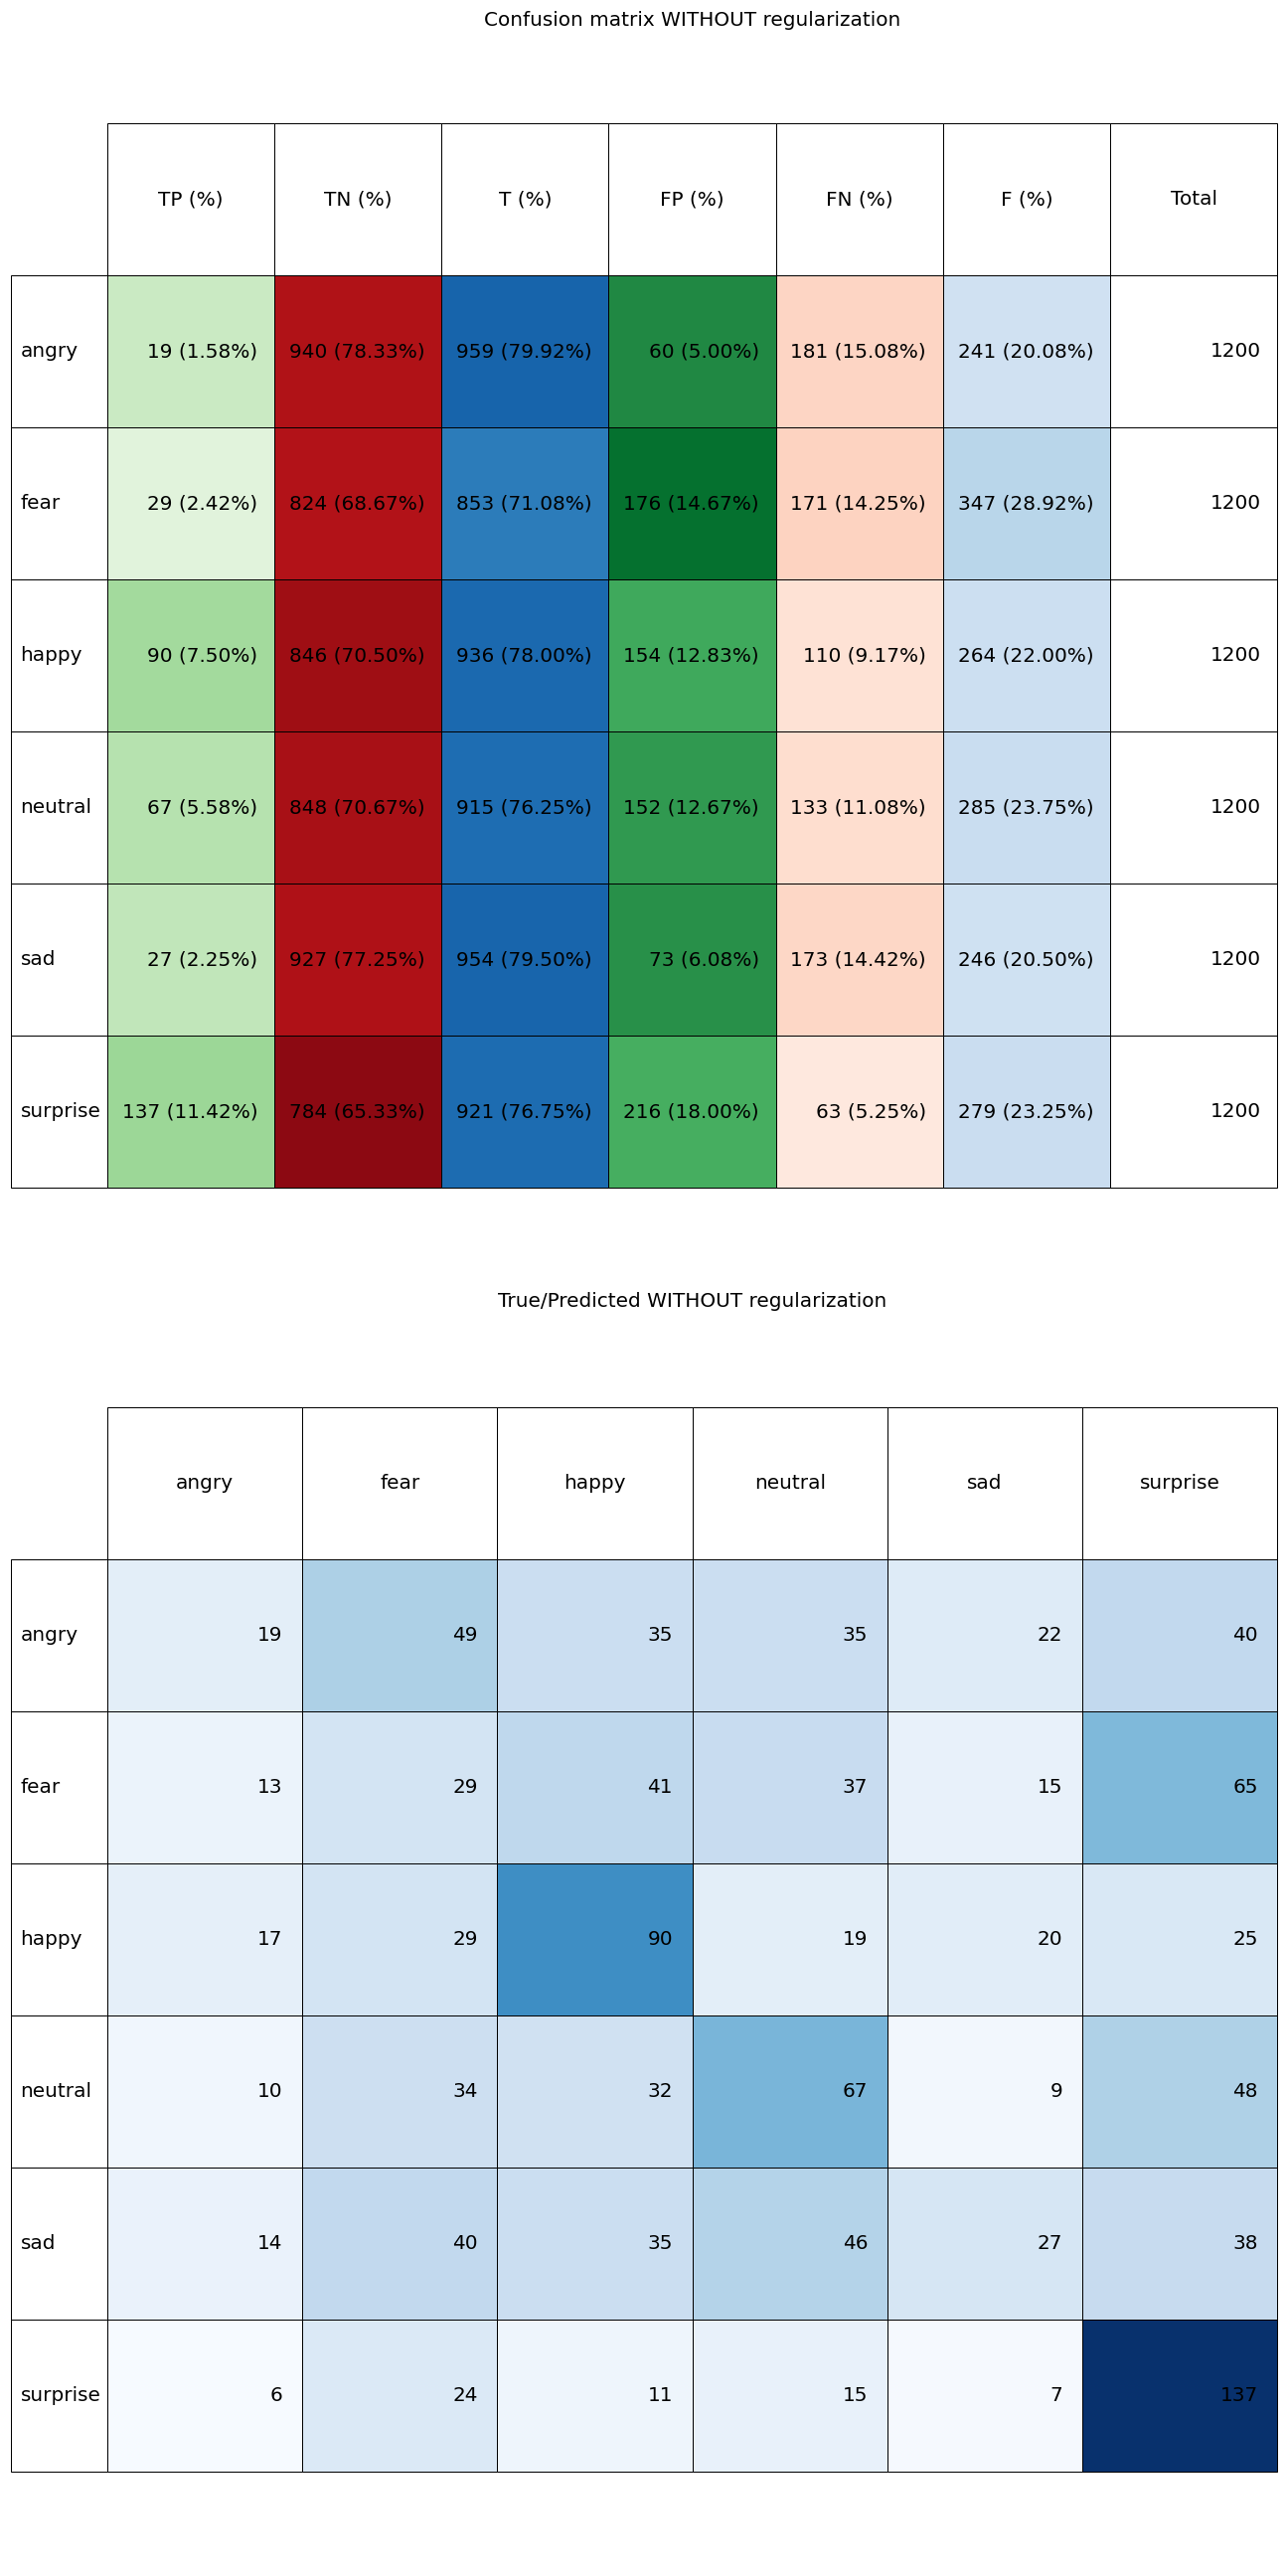 Confusion matrix WITHOUT regularization
TP (%) TN (%) T (%) FP (%) FN (%) F (%) Total
angry 19 (1.58%) 940 (78.33%) 959 (79.92%) 60 (5.00%) 181 (15.08%) 241 (20.08%) 1200
fear 29 (2.42%) 824 (68.67%) 853 (71.08%) 176 (14.67%) 171 (14.25%) 347 (28.92%) 1200
happy 90 (7.50%) 846 (70.50%) 936 (78.00%) 154 (12.83%) 110 (9.17%) 264 (22.00%) 1200
neutral 67 (5.58%) 848 (70.67%) 915 (76.25%) 152 (12.67%) 133 (11.08%) 285 (23.75%) 1200
sad 27 (2.25%) 927 (77.25%) 954 (79.50%) 73 (6.08%) 173 (14.42%) 246 (20.50%) 1200
surprise 137 (11.42%) 784 (65.33%) 921 (76.75%) 216 (18.00%) 63 (5.25%) 279 (23.25%) 1200
True/Predicted WITHOUT regularization
angry fear happy neutral sad surprise
angry 19 49 35 35 22 40
fear 13 29 41 37 15 65
happy 17 29 90 19 20 25
neutral 10 34 32 67 9 48
sad 14 40 35 46 27 38
surprise 6 24 11 15 7 137